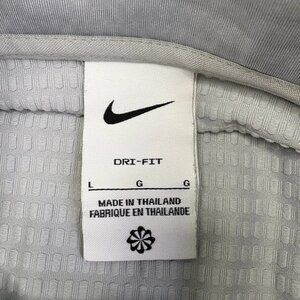 DRI-FIT
L G G
MADE IN THAILAND
FABRIQUE EN THAILANDE